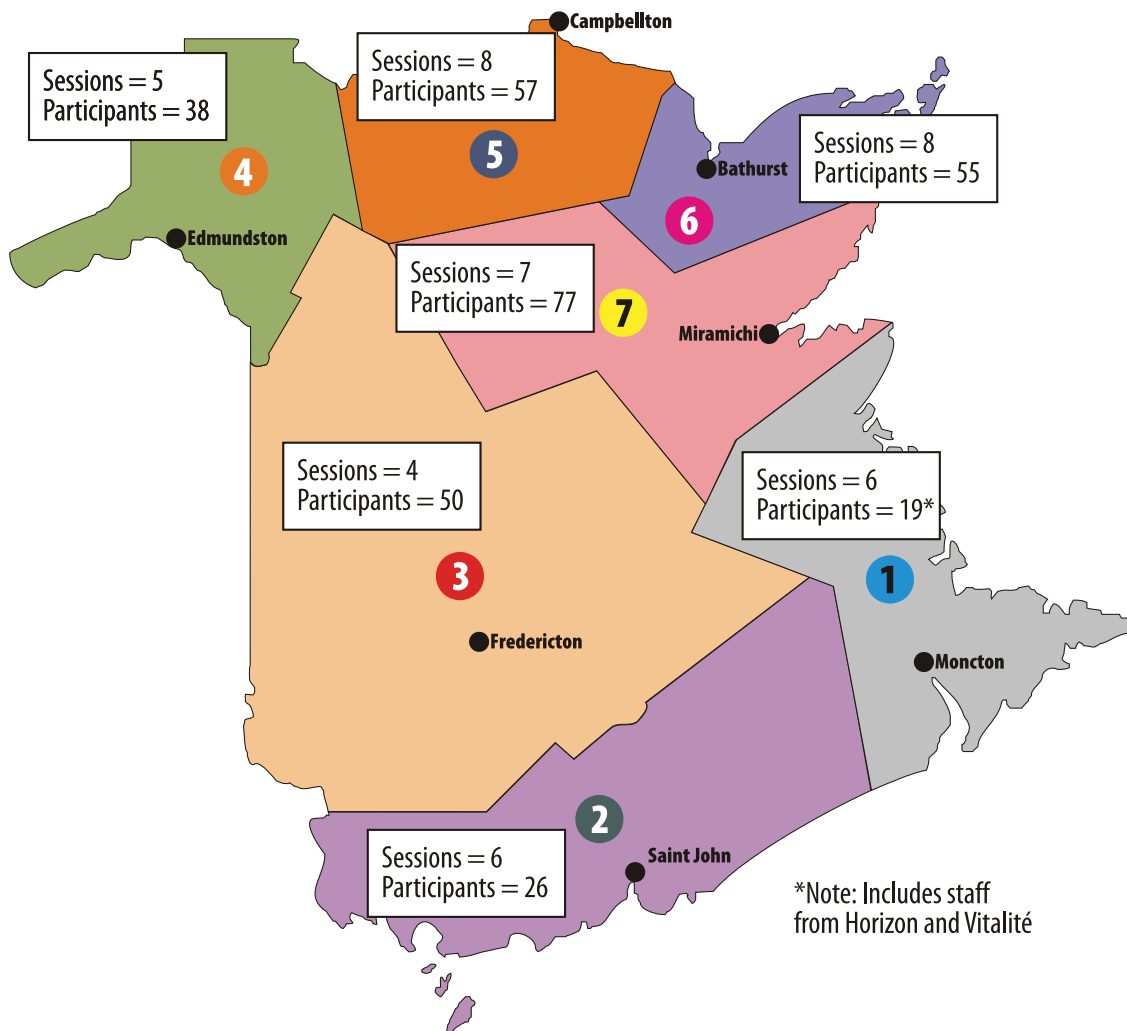 Campbellton
Sessions = 5
Participants = 38
Sessions = 8
Participants = 57
5
4
Bathurst
Sessions = 8
Participants = 55
6
Edmundston
Sessions = 7
Participants = 77
7
Miramichi
Sessions = 4
Participants = 50
Sessions = 6
Participants = 19*
3
1
Fredericton
Moncton
2
Sessions = 6
Participants = 26
Saint John
*Note: Includes staff
from Horizon and Vitalité